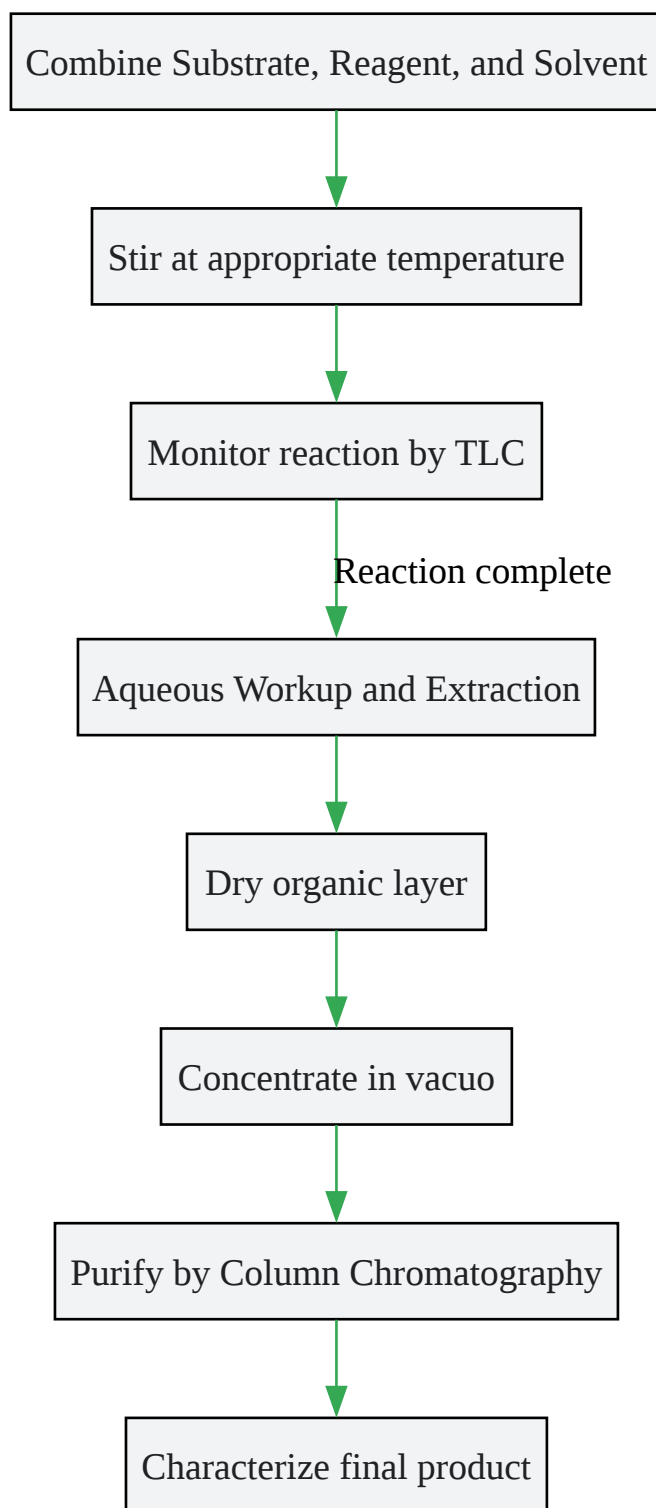 Combine Substrate, Reagent, and Solvent
Stir at appropriate temperature
Monitor reaction by TLC
Reaction complete
Aqueous Workup and Extraction
Dry organic layer
Concentrate in vacuo
Purify by Column Chromatography
Characterize final product